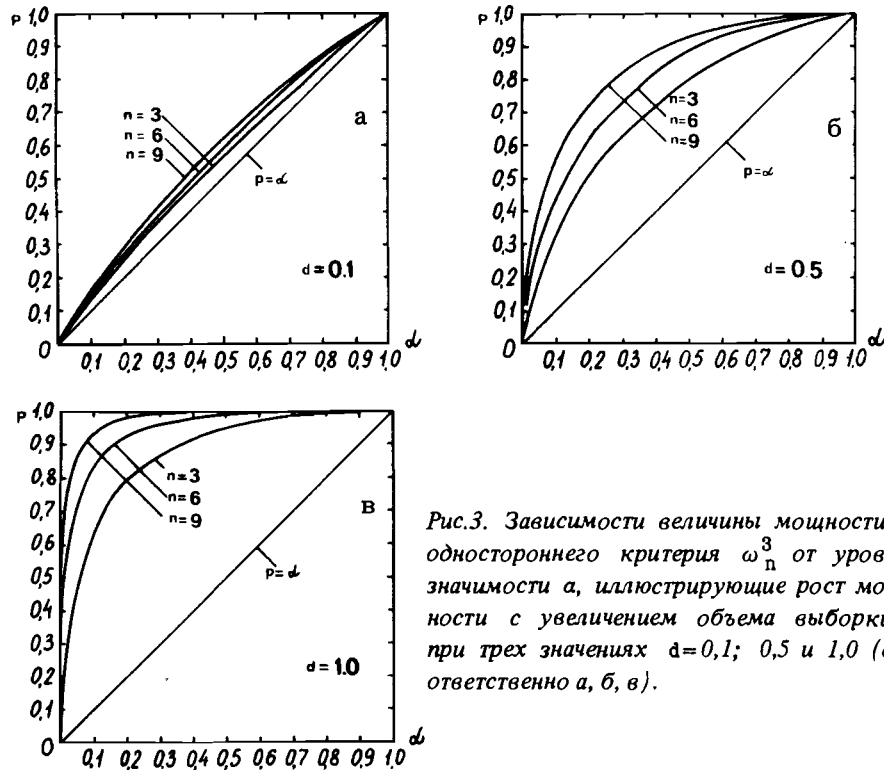 P 1,0
0,9
0,8
0,7
0,6
0,5
0,4
0,3
0,2
0,1
0
0,1 0,2 0,3 0,4 0,5 0,6 0,7 0,8 0,9 1.0 α
n = 3
n = 6
n = 9
p=α
а
d=0.1
P 1,0
0,9
0,8
0,7
0,6
0,5
0,4
0,3
0,2
0,1
0
0,1 0,2 0,3 0,4 0,5 0,6 0,7 0,8 0,9 1.0 α
n=3
n=6
n=9
p=α
б
d = 0.5
P 1,0
0,9
0,8
0,7
0,6
0,5
0,4
0,3
0,2
0,1
0
0,1 0.2 0.3 0.4 0.5 0.6 0.7 0.8 0.9 1.0 α
n=3
n=6
n=9
p=α
в
d = 1.0
Рис.3. Зависимости величины мощности
одностороннего критерия ω³ₙ от уров
значимости а, иллюстрирующие рост мо
ности с увеличением объема выборки
при трех значениях d=0,1; 0,5 и 1,0 (
ответственно а, б, в).